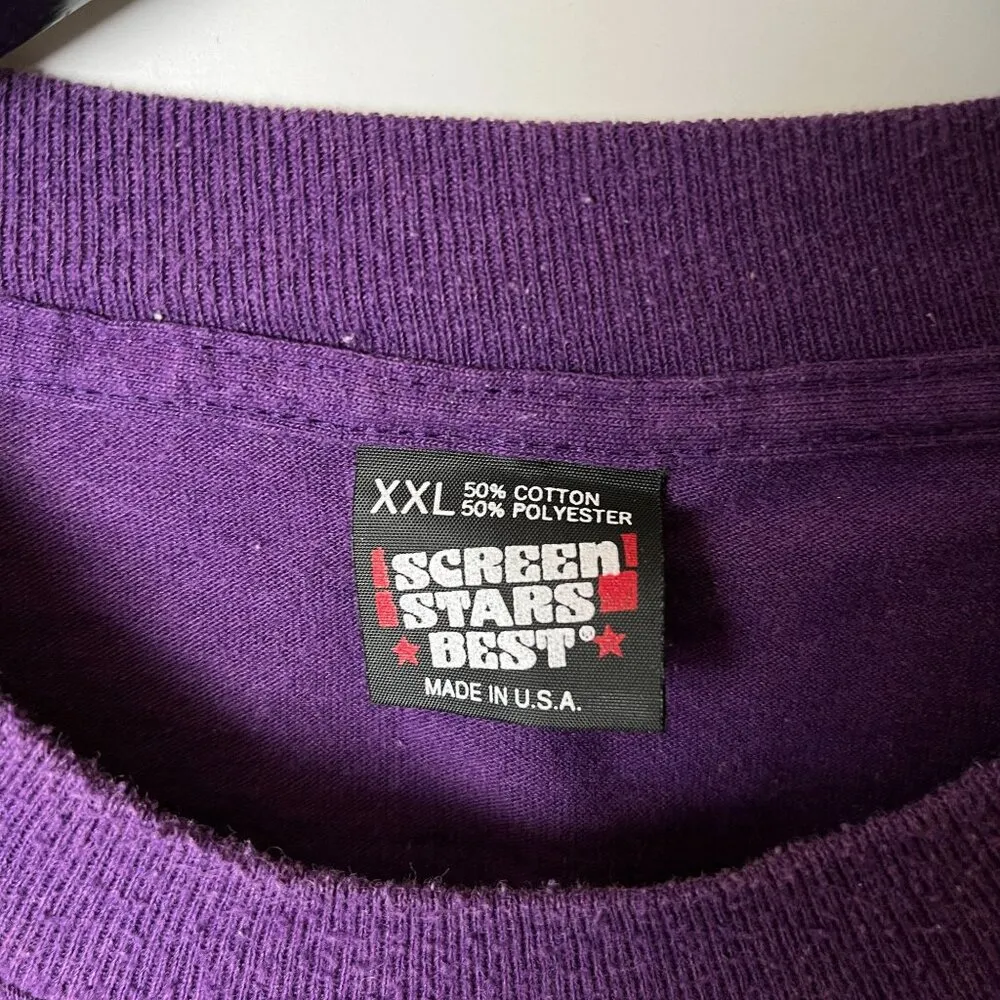 XXL 50% COTTON
50% POLYESTER
SCREEN
STARS
BEST®
MADE IN U.S.A.